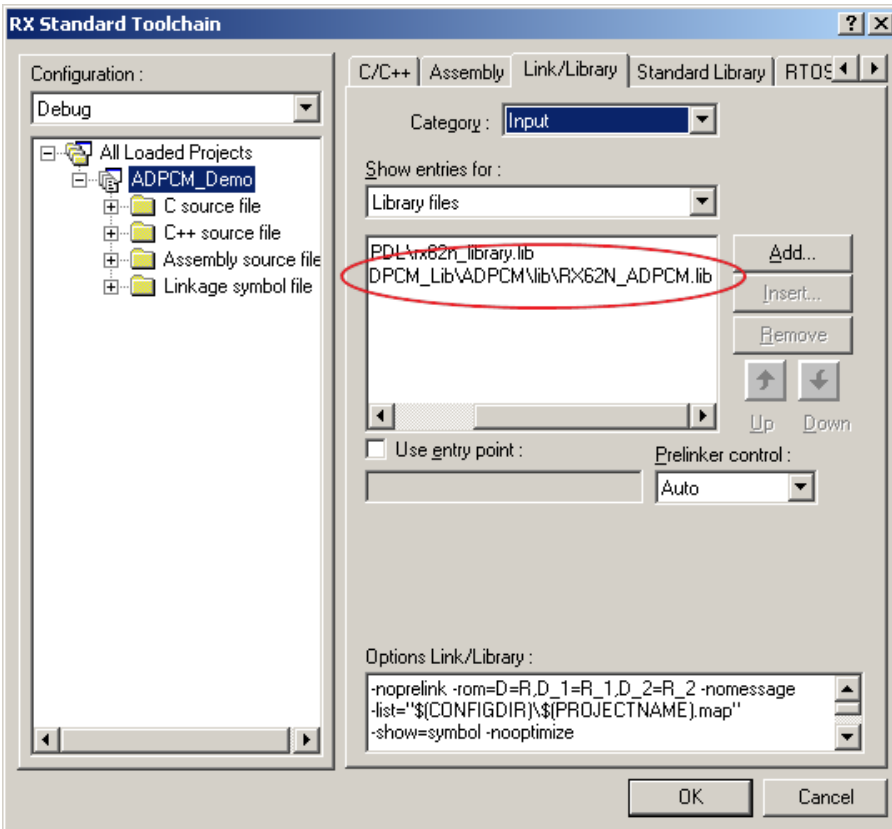 RX Standard Toolchain
Configuration :
Debug
All Loaded Projects
ADPCM_Demo
C source file
C++ source file
Assembly source file
Linkage symbol file
C/C++ Assembly Link/Library Standard Library RTOS
Category : Input
Show entries for :
Library files
PDL\rx62n_library.lib
DPCM_Lib\ADPCM\lib\RX62N_ADPCM.lib
Add...
Insert...
Remove
Up Down
Use entry point :
Prelinker control :
Auto
Options Link/Library :
-noprelink -rom=D=R,D_1=R_1,D_2=R_2 -nomessage
-list="$(CONFIGDIR)\$(PROJECTNAME).map"
-show=symbol -nooptimize
OK Cancel